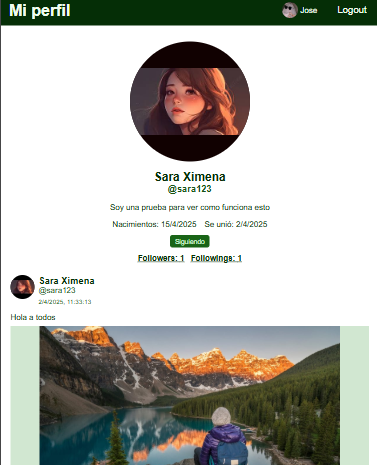 Mi perfil
Jose
Logout
Sara Ximena
@sara123
Soy una prueba para ver como funciona esto
Nacimientos: 15/4/2025 Se unió: 2/4/2025
Siguiendo
Followers: 1 Followings: 1
Sara Ximena
@sara123
2/4/2025, 11:33:13
Hola a todos